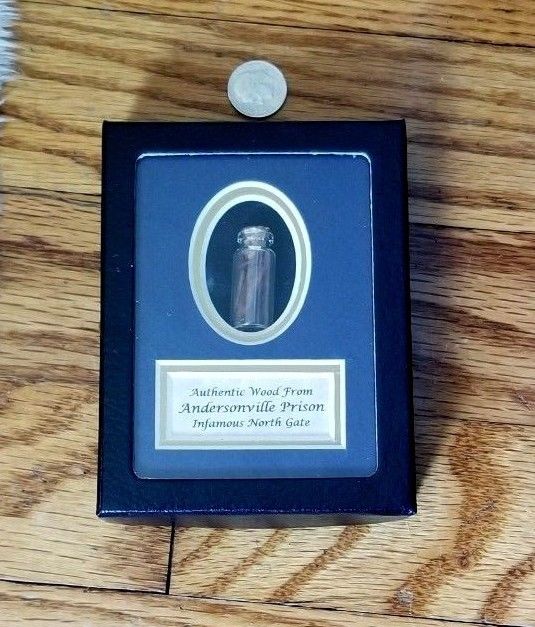 Authentic Wood From
Andersonville Prison
Infamous North Gate